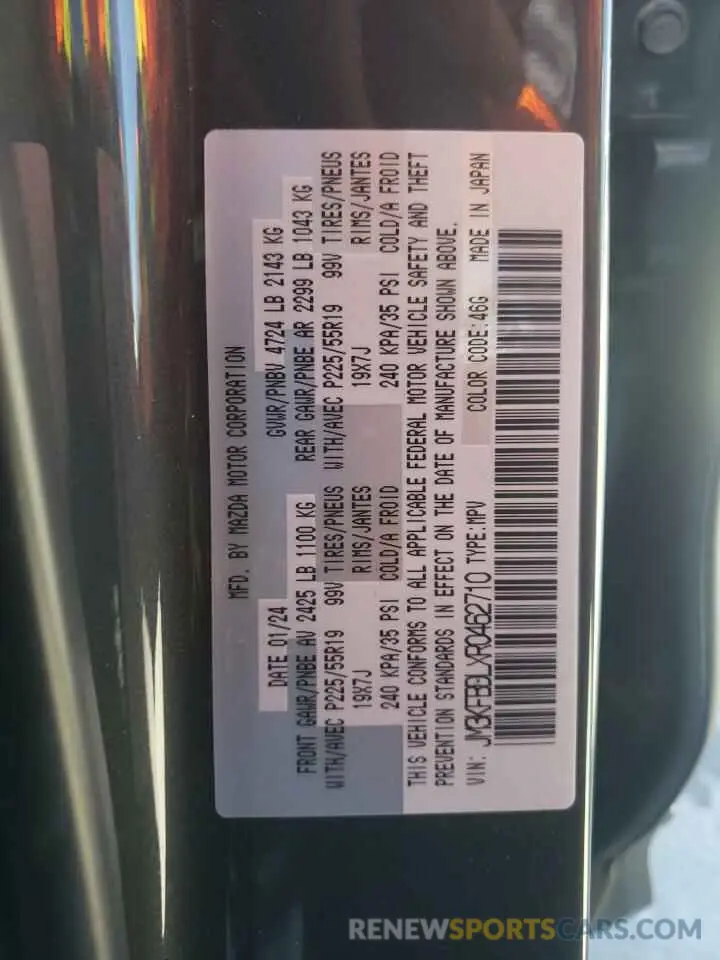 MFD. BY MAZDA MOTOR CORPORATION
DATE 01/24 GVWR/PNBV 4724 LB 2143 KG
FRONT GAWR/PNBE AV 2425 LB 1100 KG REAR GAWR/PNBE AR 2299 LB 1043 KG
WITH/AVEC P225/55R19 99V TIRES/PNEUS WITH/AVEC P225/55R19 99V TIRES/PNEUS
19X7J RIMS/JANTES 19X7J RIMS/JANTES
240 KPA/35 PSI COLD/A FROID 240 KPA/35 PSI COLD/A FROID
THIS VEHICLE CONFORMS TO ALL APPLICABLE FEDERAL MOTOR VEHICLE SAFETY AND THEFT
PREVENTION STANDARDS IN EFFECT ON THE DATE OF MANUFACTURE SHOWN ABOVE.
VIN: JM3KFBDLXR0462710 TYPE:MPV COLOR CODE:46G MADE IN JAPAN
RENEWSPORTSCARS.COM